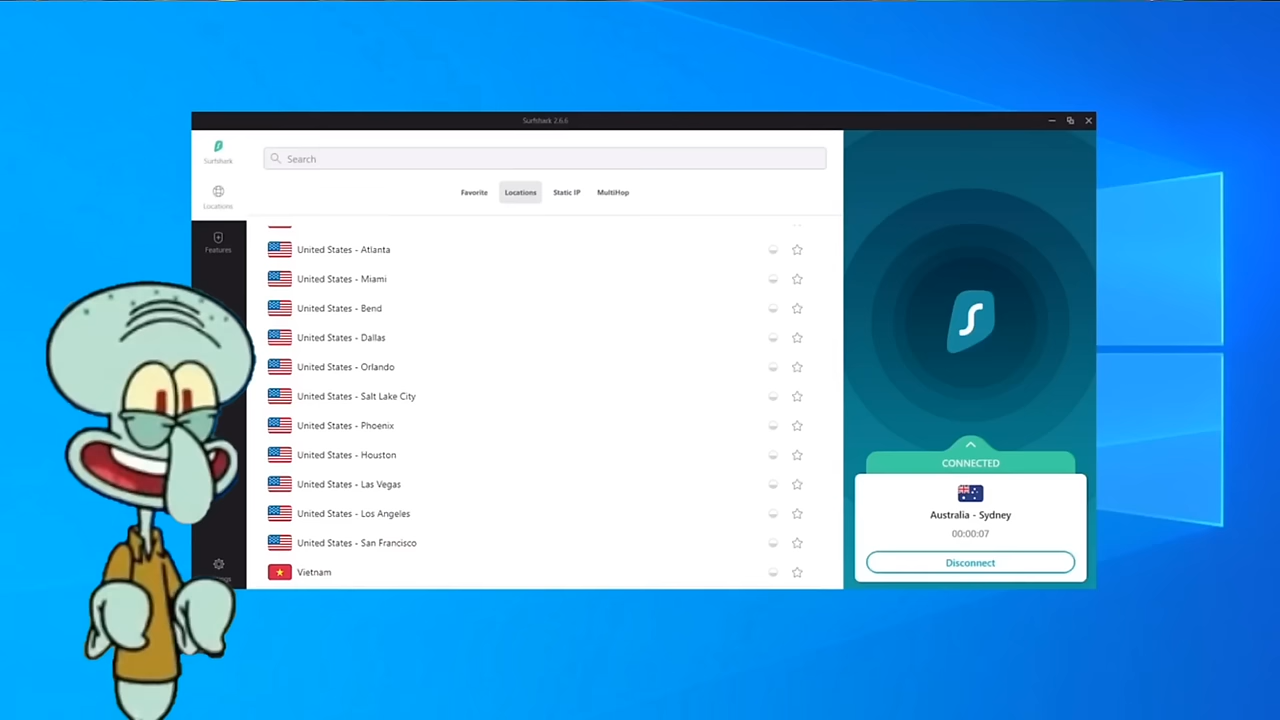 Surfshark 2.6.6
Surfshark
Search
Locations
Favorite Locations Static IP MultiHop
Features
United States - Atlanta
United States - Miami
United States - Bend
United States - Dallas
United States - Orlando
United States - Salt Lake City
United States - Phoenix
United States - Houston
United States - Las Vegas
United States - Los Angeles
United States - San Francisco
Vietnam
CONNECTED
Australia - Sydney
00:00:07
Disconnect